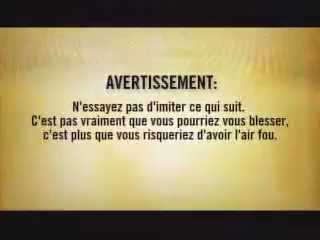 AVERTISSEMENT:
N'essayez pas d'imiter ce qui suit.
C'est pas vraiment que vous pourriez vous blesser,
c'est plus que vous risqueriez d'avoir l'air fou.